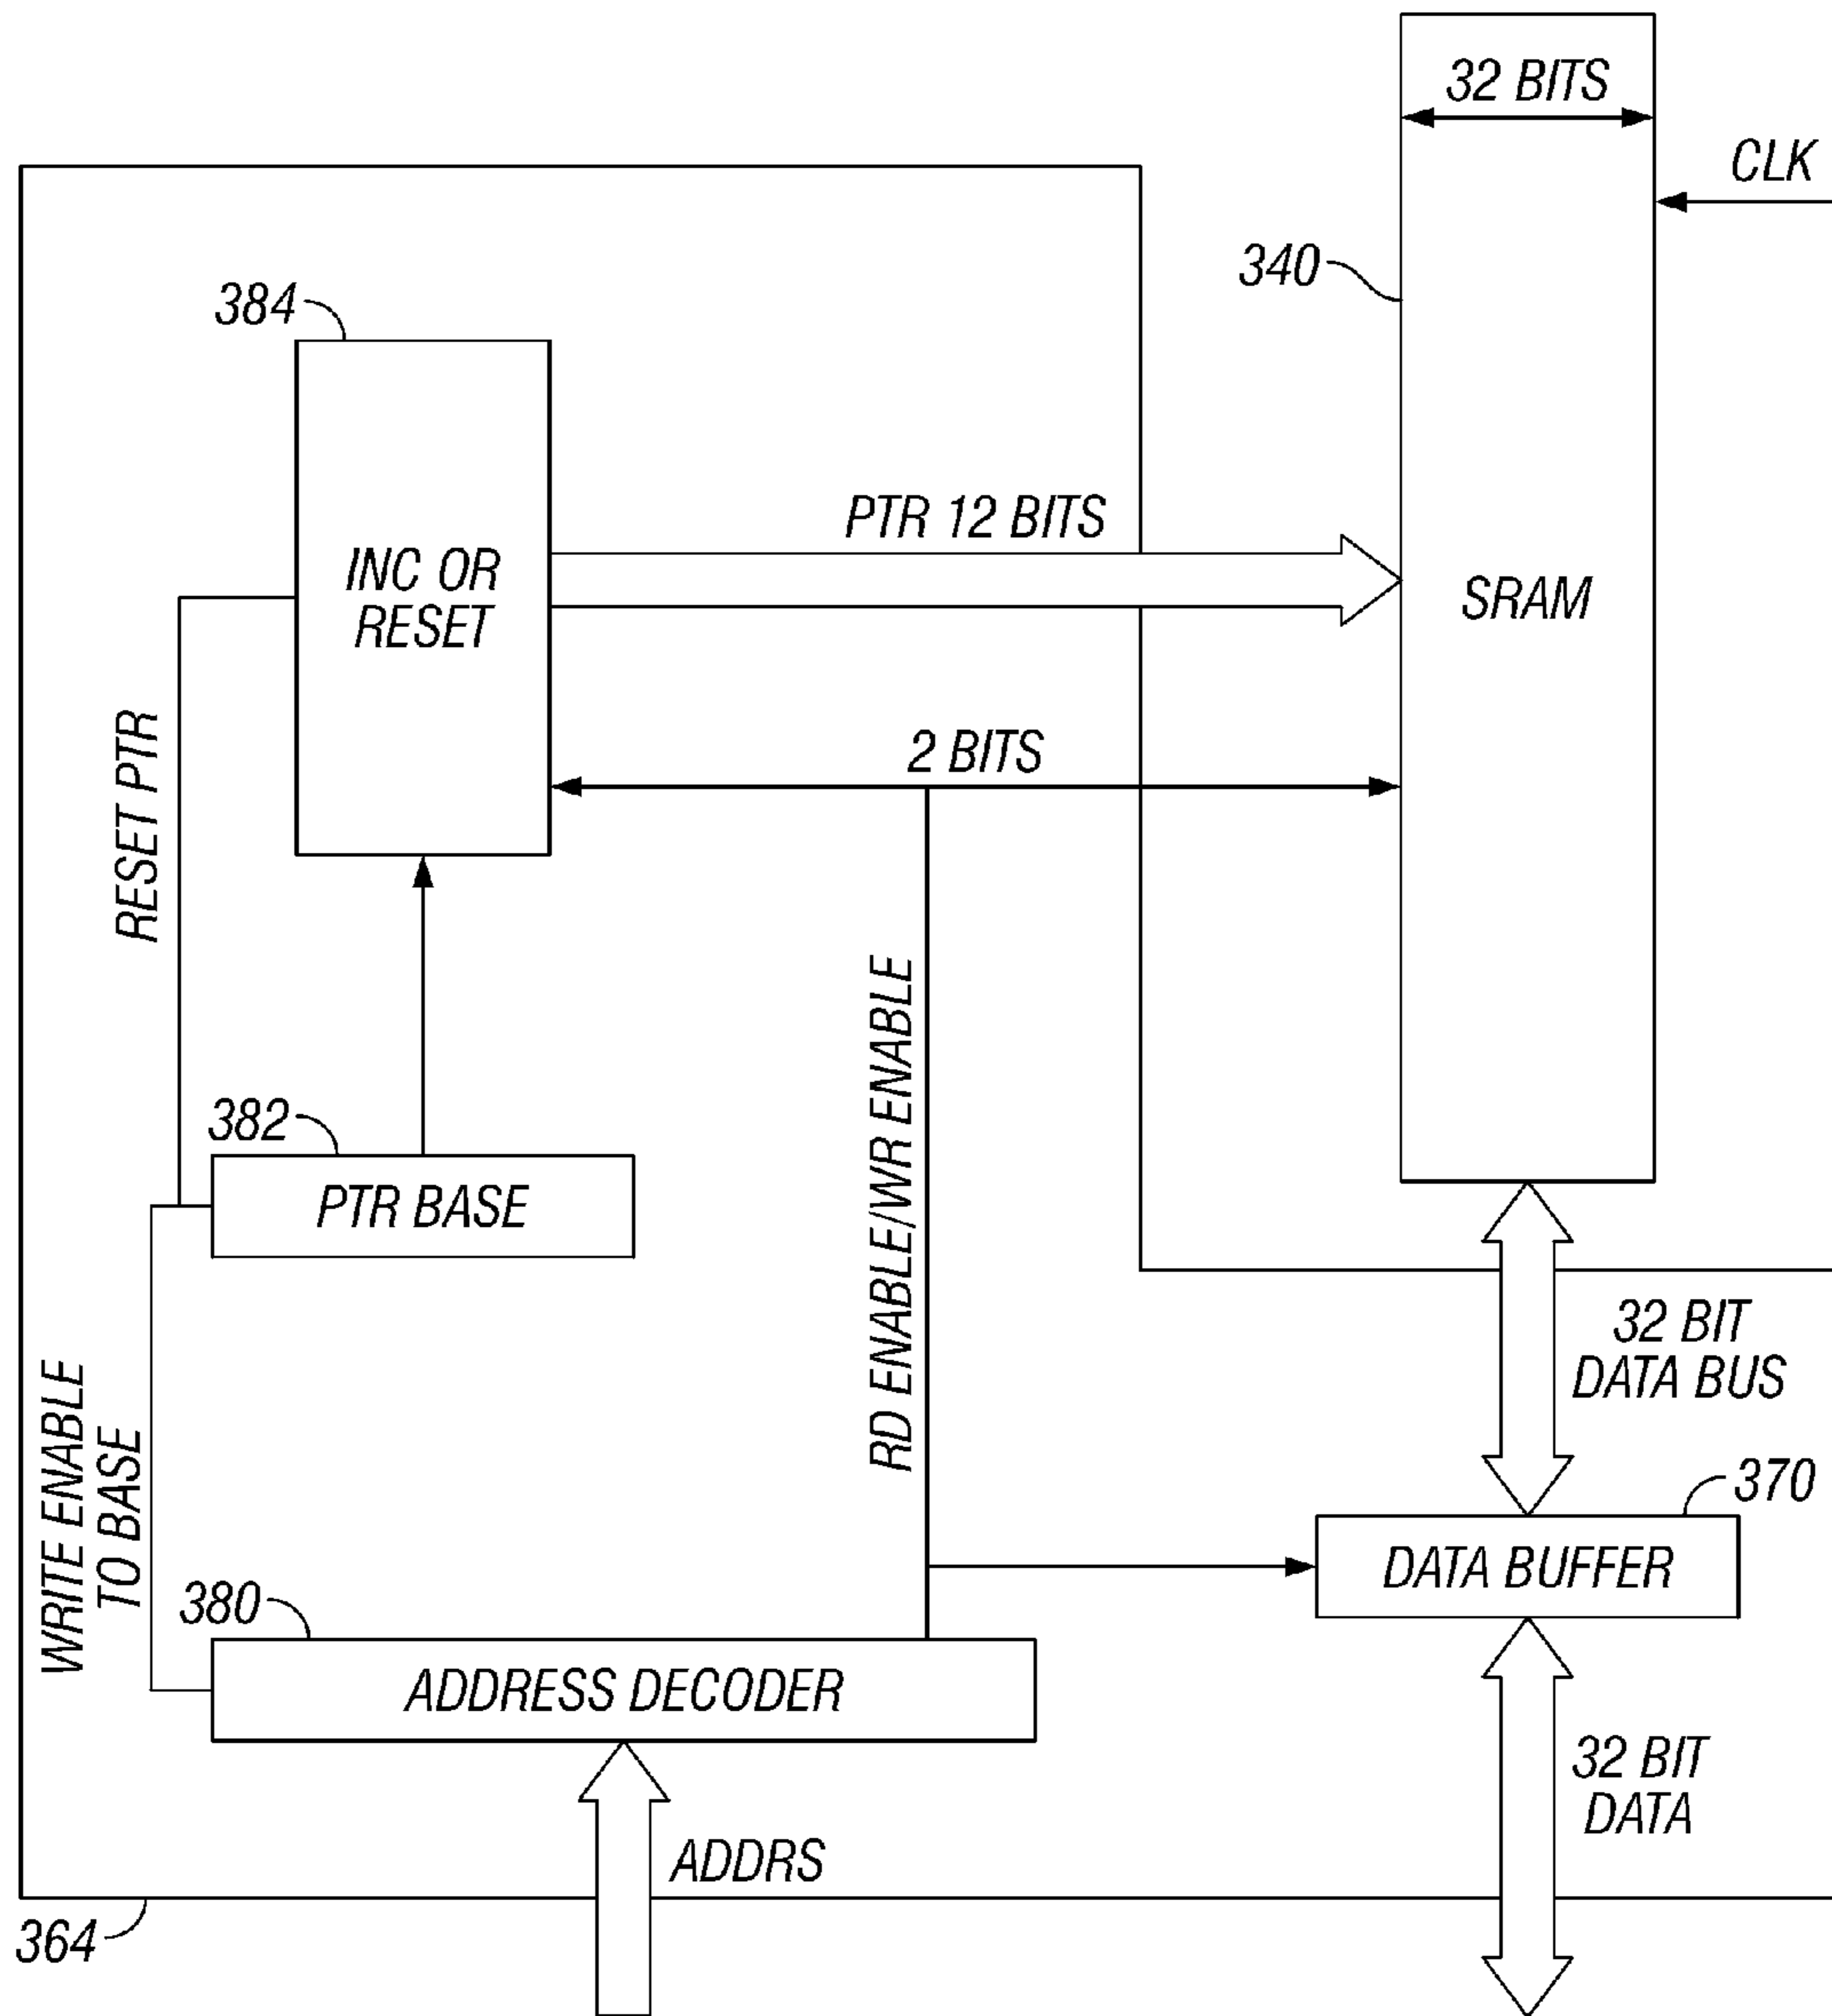 32 BITS
CLK
340
384
PTR 12 BITS
INC OR
RESET
SRAM
2 BITS
RESET PTR
RD ENABLE/WR ENABLE
382
PTR BASE
32 BIT
DATA BUS
WRITE ENABLE
TO BASE
370
DATA BUFFER
380
ADDRESS DECODER
32 BIT
DATA
ADDRS
364